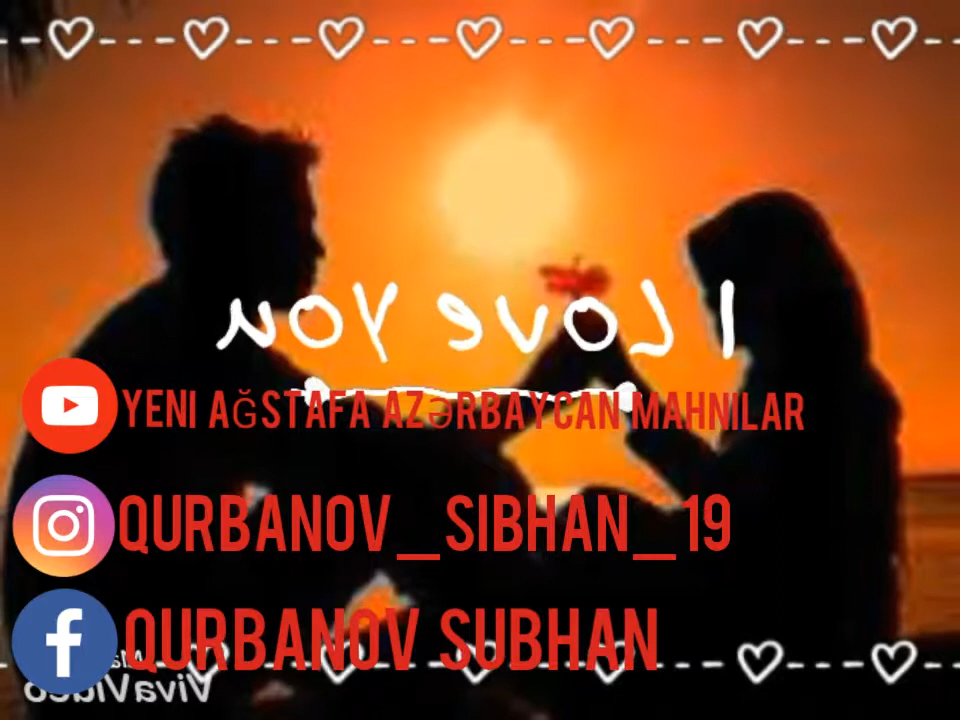 I Love You
YENI AĞSTAFA AZƏRBAYCAN MAHNILAR
QURBANOV_SIBHAN_19
QURBANOV SUBHAN
VivaVideo